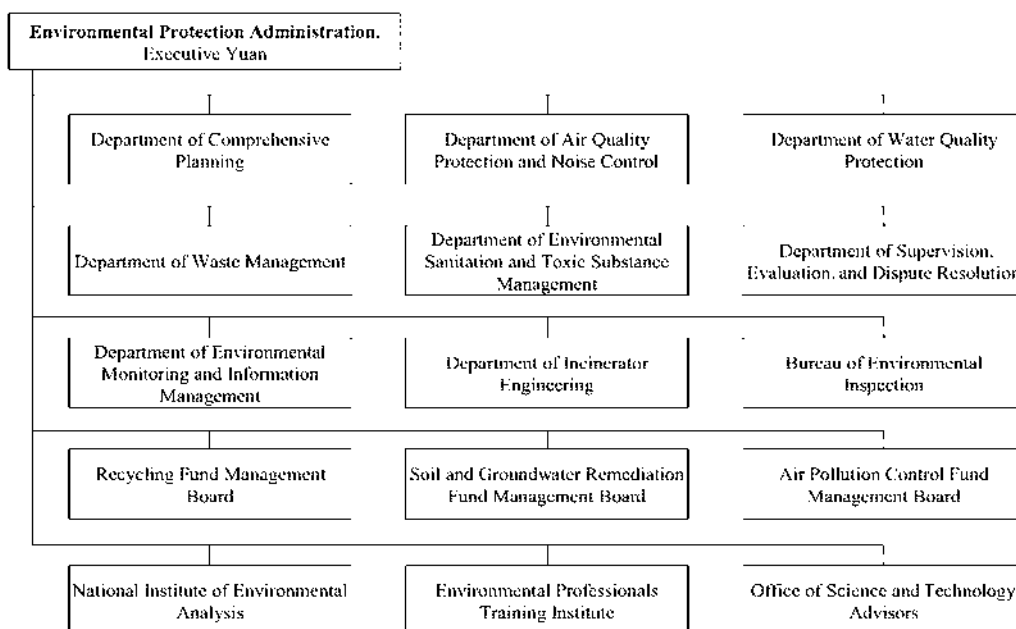 Environmental Protection Administration.
Executive Yuan
Department of Comprehensive
Planning
Department of Air Quality
Protection and Noise Control
Department of Water Quality
Protection
Department of Waste Management
Department of Environmental
Sanitation and Toxic Substance
Management
Department of Supervision,
Evaluation, and Dispute Resolution
Department of Environmental
Monitoring and Information
Management
Department of Incinerator
Engineering
Bureau of Environmental
Inspection
Recycling Fund Management
Board
Soil and Groundwater Remediation
Fund Management Board
Air Pollution Control Fund
Management Board
National Institute of Environmental
Analysis
Environmental Professionals
Training Institute
Office of Science and Technology
Advisors